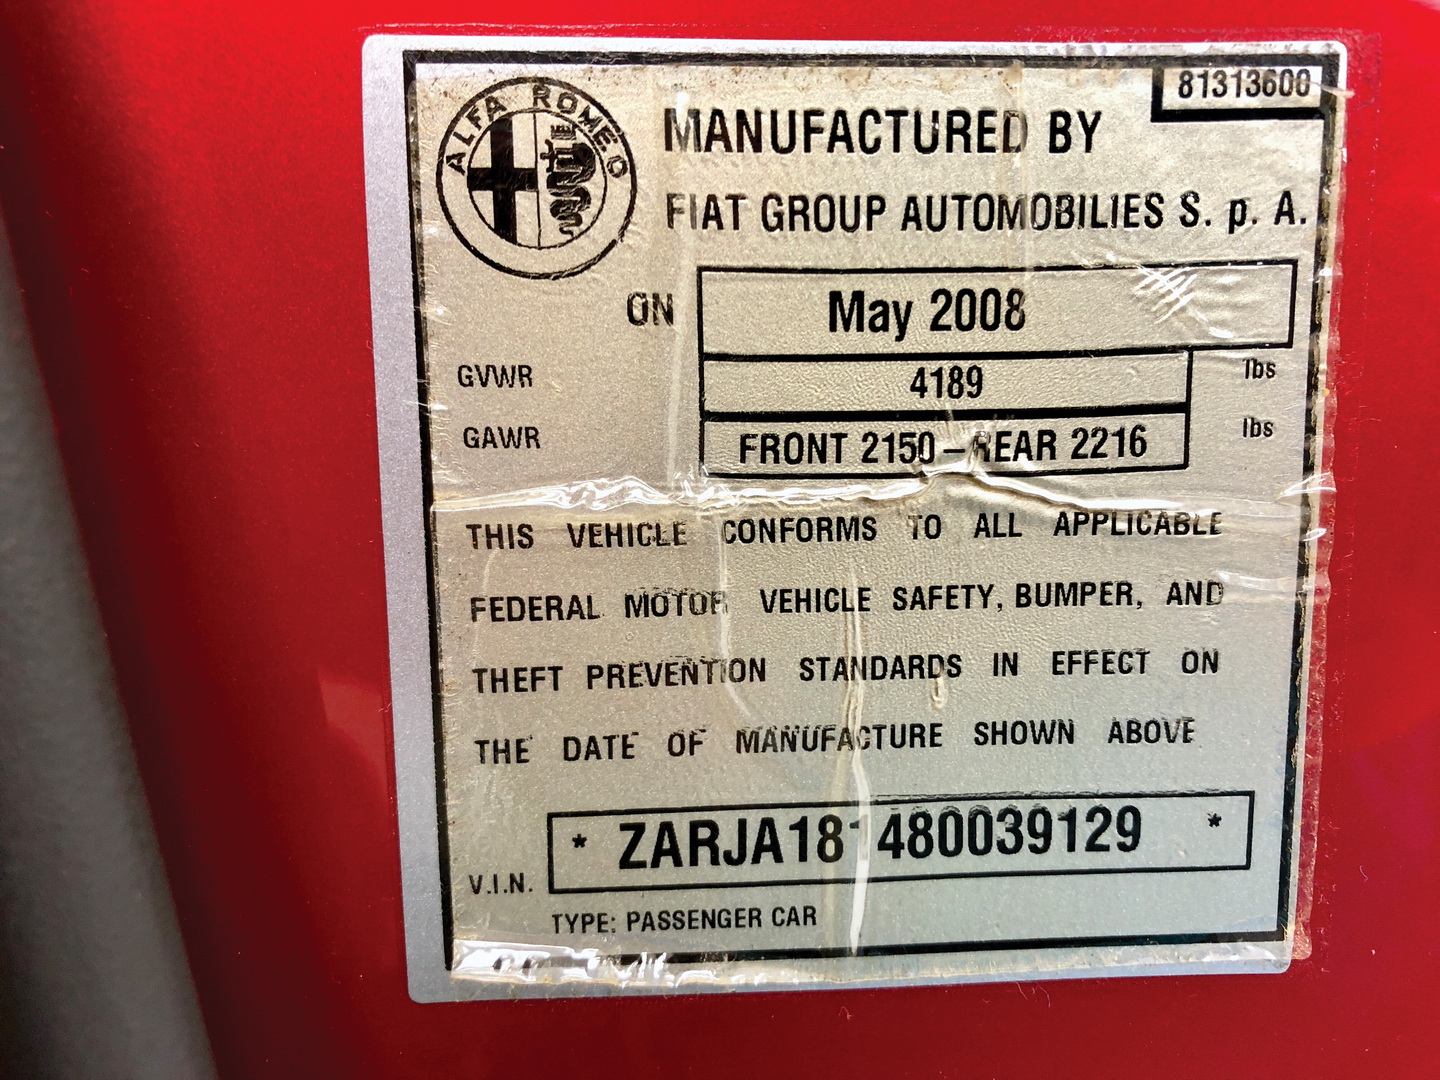 81313600
ALFA ROMEO
MANUFACTURED BY
FIAT GROUP AUTOMOBILIES S. p. A.
ON May 2008
GVWR 4189 lbs
GAWR FRONT 2150 – REAR 2216 lbs
THIS VEHICLE CONFORMS TO ALL APPLICABLE
FEDERAL MOTOR VEHICLE SAFETY, BUMPER, AND
THEFT PREVENTION STANDARDS IN EFFECT ON
THE DATE OF MANUFACTURE SHOWN ABOVE
V.I.N. * ZARJA181480039129 *
TYPE: PASSENGER CAR